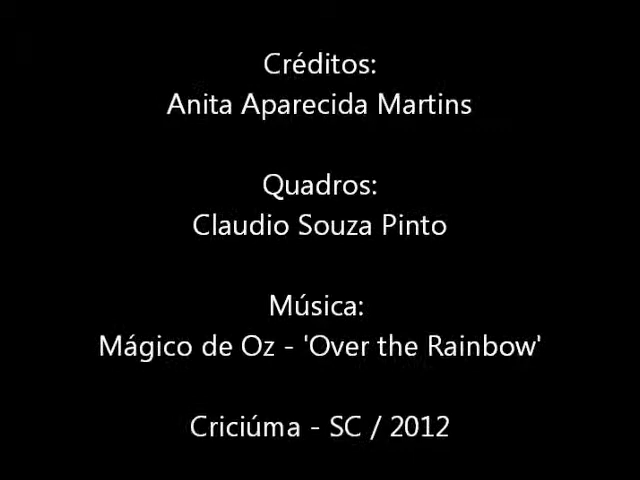 Créditos:
Anita Aparecida Martins
Quadros:
Claudio Souza Pinto
Música:
Mágico de Oz - 'Over the Rainbow'
Criciúma - SC / 2012